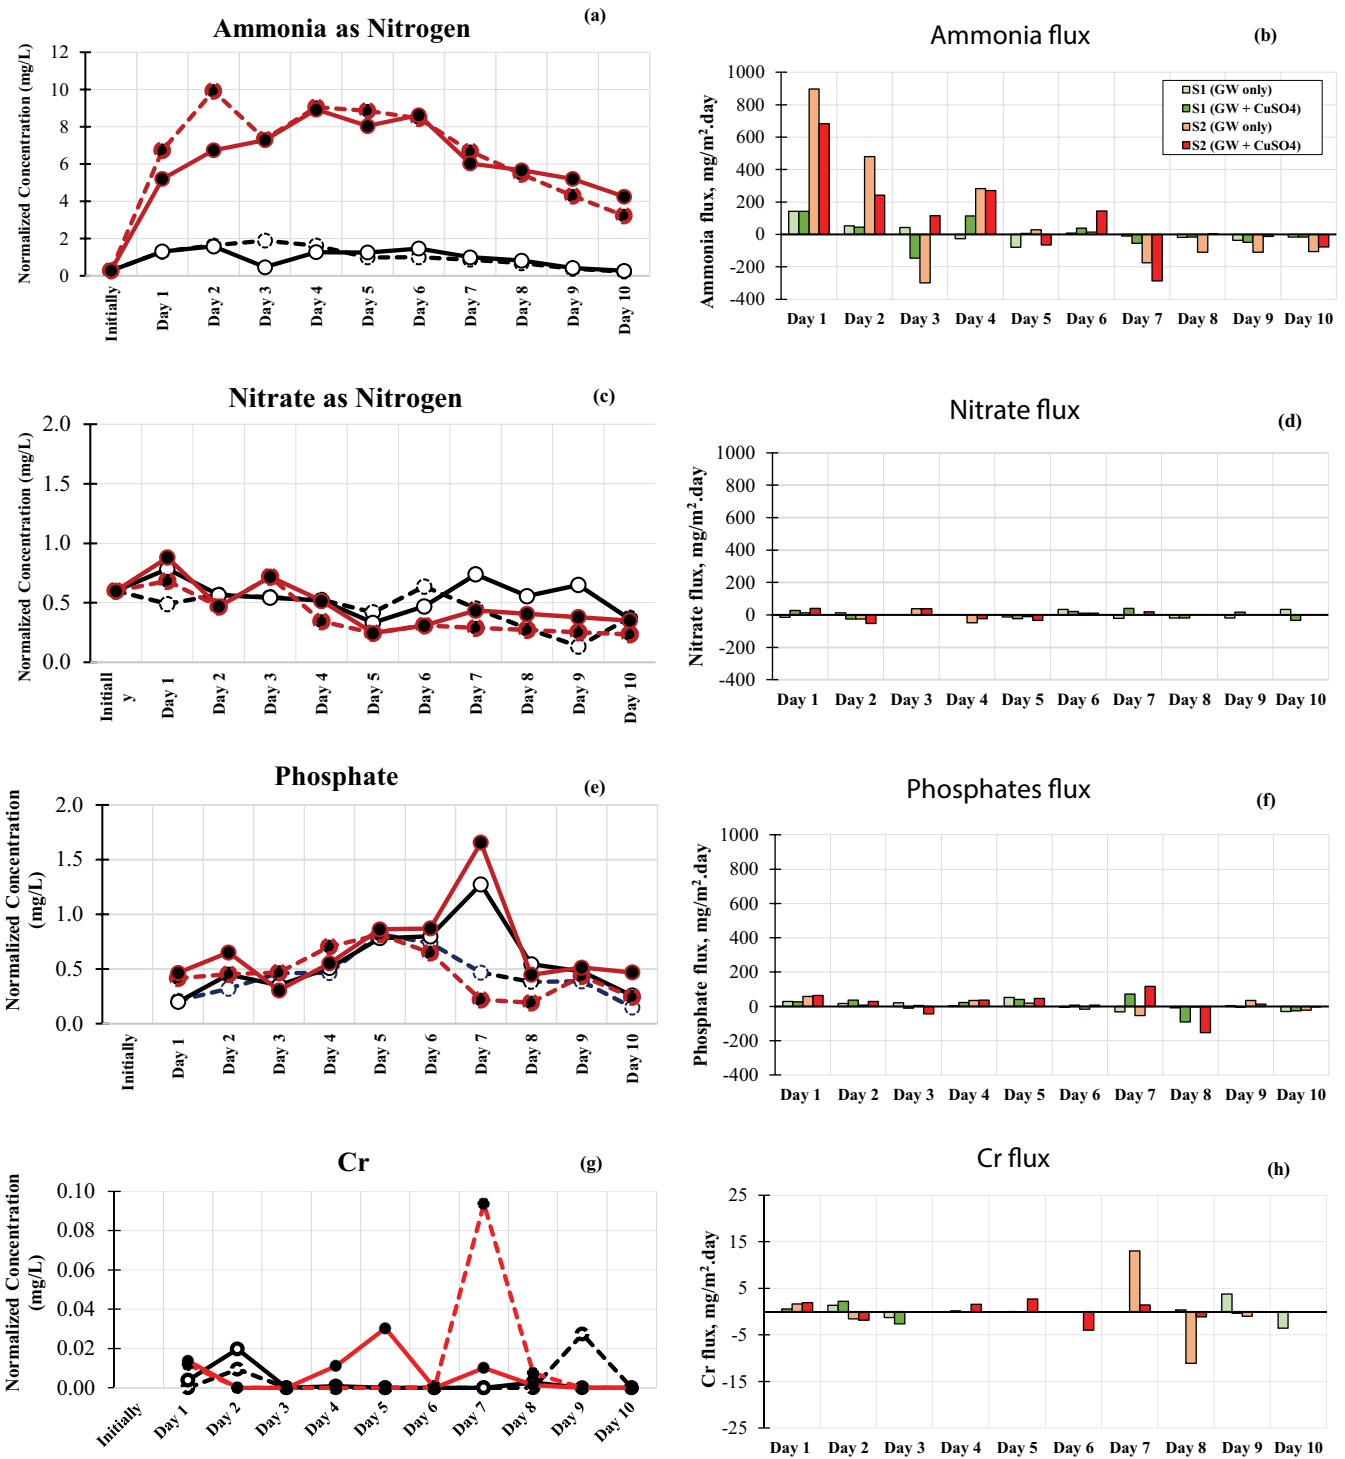 Ammonia as Nitrogen
(a)
Normalized Concentration (mg/L)
12
10
8
6
4
2
0
Initially
Day 1
Day 2
Day 3
Day 4
Day 5
Day 6
Day 7
Day 8
Day 9
Day 10
Ammonia flux
(b)
Ammonia flux, mg/m².day
1000
800
600
400
200
0
-200
-400
S1 (GW only)
S1 (GW + CuSO4)
S2 (GW only)
S2 (GW + CuSO4)
Day 1 Day 2 Day 3 Day 4 Day 5 Day 6 Day 7 Day 8 Day 9 Day 10
Nitrate as Nitrogen
(c)
Normalized Concentration (mg/L)
2.0
1.5
1.0
0.5
0.0
Initiall
y
Day 1
Day 2
Day 3
Day 4
Day 5
Day 6
Day 7
Day 8
Day 9
Day 10
Nitrate flux
(d)
Nitrate flux, mg/m².day
1000
800
600
400
200
0
-200
-400
Day 1 Day 2 Day 3 Day 4 Day 5 Day 6 Day 7 Day 8 Day 9 Day 10
Phosphate
(e)
Normalized Concentration
(mg/L)
2.0
1.5
1.0
0.5
0.0
Initially
Day 1
Day 2
Day 3
Day 4
Day 5
Day 6
Day 7
Day 8
Day 9
Day 10
Phosphates flux
(f)
Phosphate flux, mg/m².day
1000
800
600
400
200
0
-200
-400
Day 1 Day 2 Day 3 Day 4 Day 5 Day 6 Day 7 Day 8 Day 9 Day 10
Cr
(g)
Normalized Concentration
(mg/L)
0.10
0.08
0.06
0.04
0.02
0.00
Initially
Day 1
Day 2
Day 3
Day 4
Day 5
Day 6
Day 7
Day 8
Day 9
Day 10
Cr flux
(h)
Cr flux, mg/m².day
25
15
5
-5
-15
-25
Day 1 Day 2 Day 3 Day 4 Day 5 Day 6 Day 7 Day 8 Day 9 Day 10